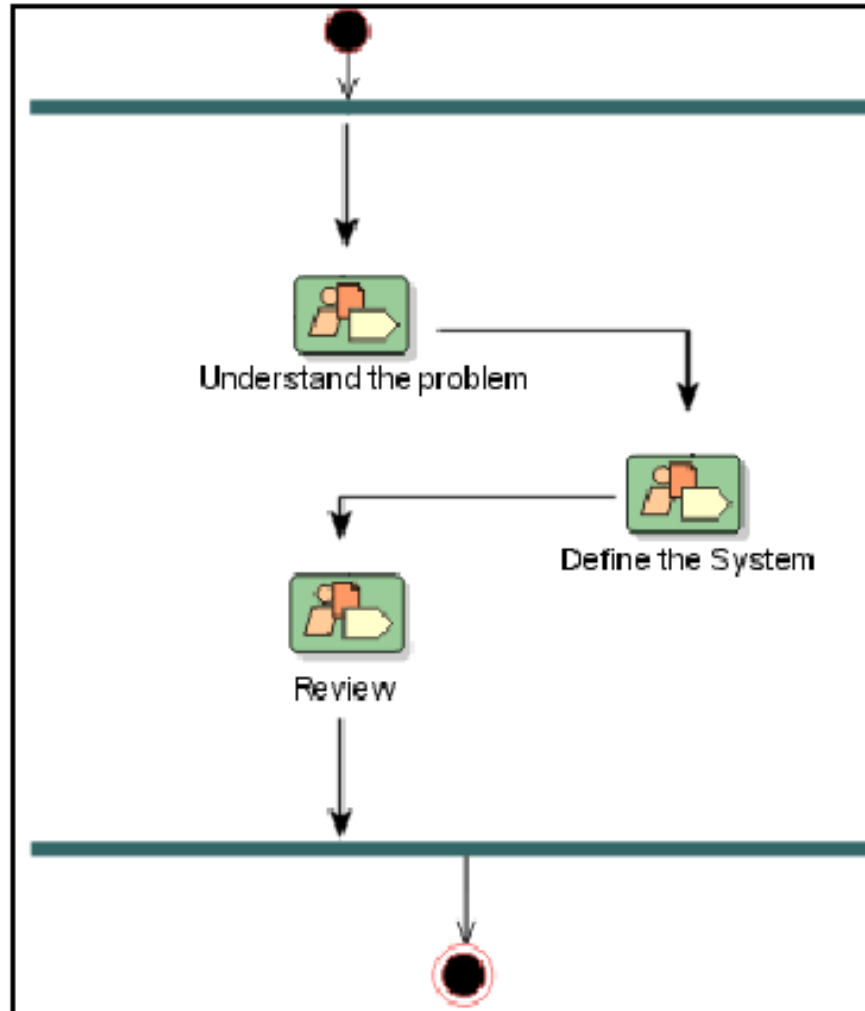 Understand the problem
Define the System
Review